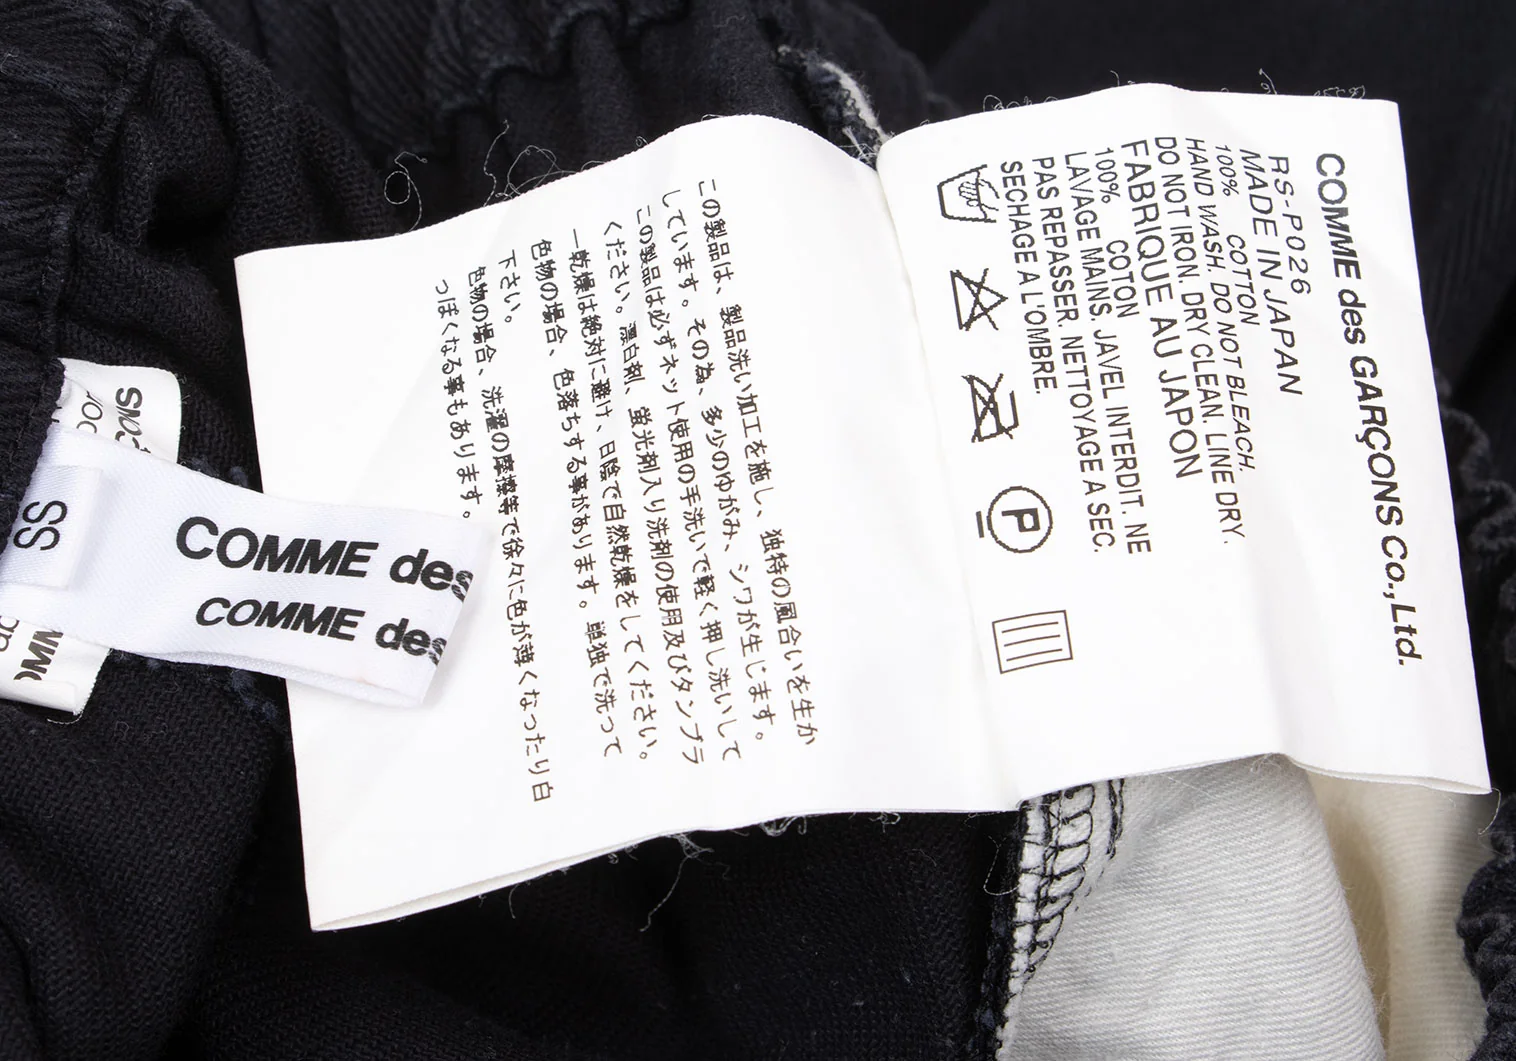 COMME des GARÇONS Co.,Ltd.
RS-P026
MADE IN JAPAN
100% COTTON
HAND WASH. DO NOT BLEACH.
DO NOT IRON. DRY CLEAN. LINE DRY.
FABRIQUE AU JAPON
100% COTON
LAVAGE MAINS. JAVEL INTERDIT. NE
PAS REPASSER. NETTOYAGE A SEC.
SECHAGE A L'OMBRE.
P
この製品は、製品洗い加工を施し、独特の風合いを生か
しています。その為、多少のゆがみ、シワが生じます。
この製品は必ずネット使用の手洗いで軽く押し洗いして
ください。漂白剤、蛍光剤入り洗剤の使用及びタンブラ
ー乾燥は絶対に避け、日陰で自然乾燥をしてください。
色物の場合、色落ちする事があります。単独で洗って
下さい。
色物の場合、洗濯の摩擦等で徐々に色が薄くなったり白
っぽくなる事もあります。
SS
COMME des
COMME des